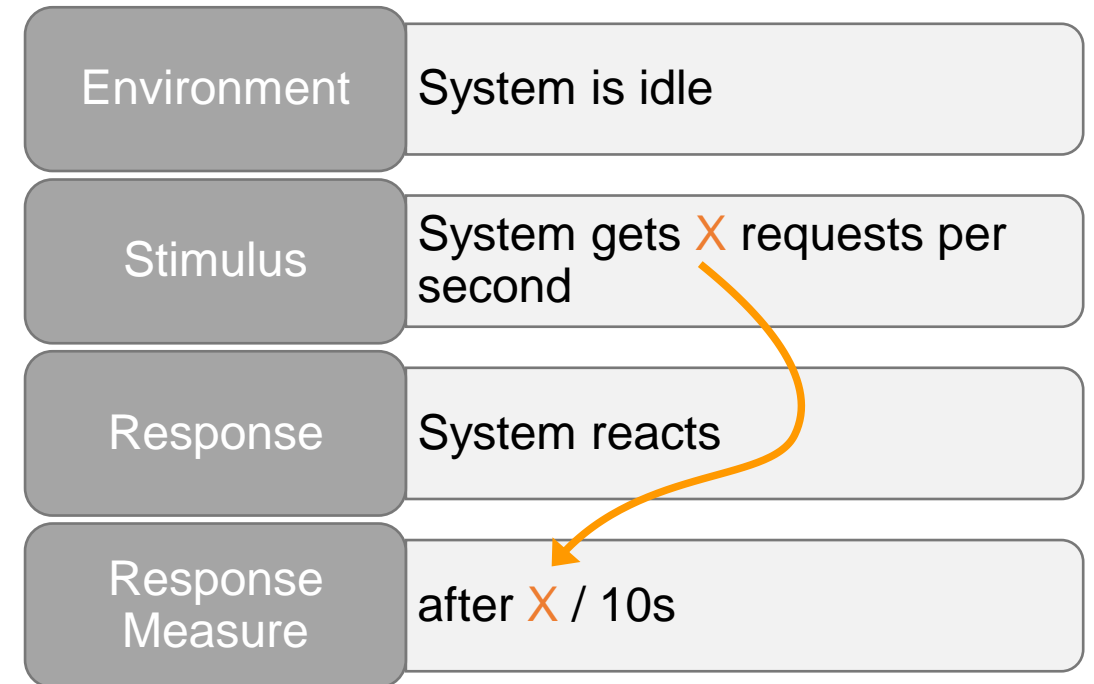 Environment
System is idle
Stimulus
System gets X requests per
second
Response
System reacts
Response
Measure
after X / 10s